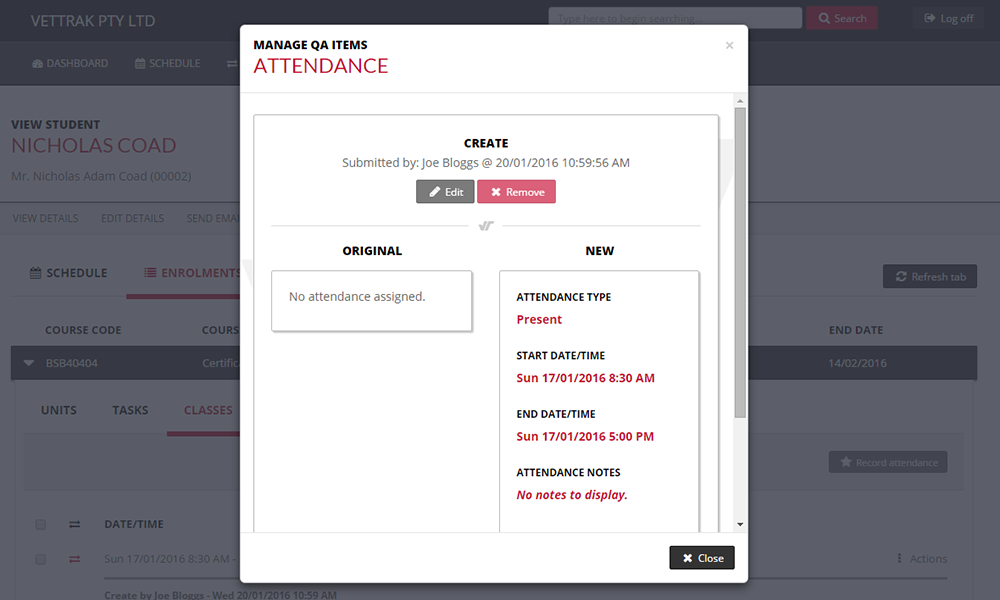 VETTRAK PTY LTD
Type here to begin searching...
Search
Log off
DASHBOARD
SCHEDULE
VIEW STUDENT
NICHOLAS COAD
Mr. Nicholas Adam Coad (00002)
VIEW DETAILS
EDIT DETAILS
SEND EMAI
SCHEDULE
ENROLMENTS
Refresh tab
COURSE CODE
COURS
END DATE
BSB40404
Certific
14/02/2016
UNITS
TASKS
CLASSES
Record attendance
DATE/TIME
Sun 17/01/2016 8:30 AM -
Actions
Create by Joe Bloggs - Wed 20/01/2016 10:59 AM
MANAGE QA ITEMS
ATTENDANCE
CREATE
Submitted by: Joe Bloggs @ 20/01/2016 10:59:56 AM
Edit
Remove
ORIGINAL
No attendance assigned.
NEW
ATTENDANCE TYPE
Present
START DATE/TIME
Sun 17/01/2016 8:30 AM
END DATE/TIME
Sun 17/01/2016 5:00 PM
ATTENDANCE NOTES
No notes to display.
Close